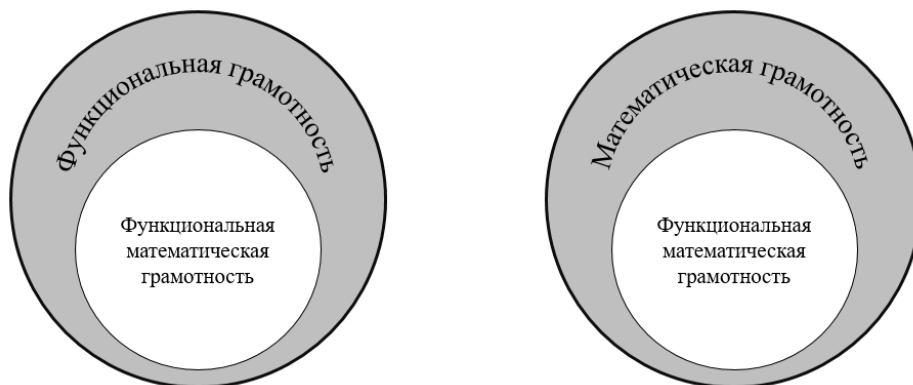 Функциональная грамотность
Функциональная
математическая
грамотность
Математическая грамотность
Функциональная
математическая
грамотность